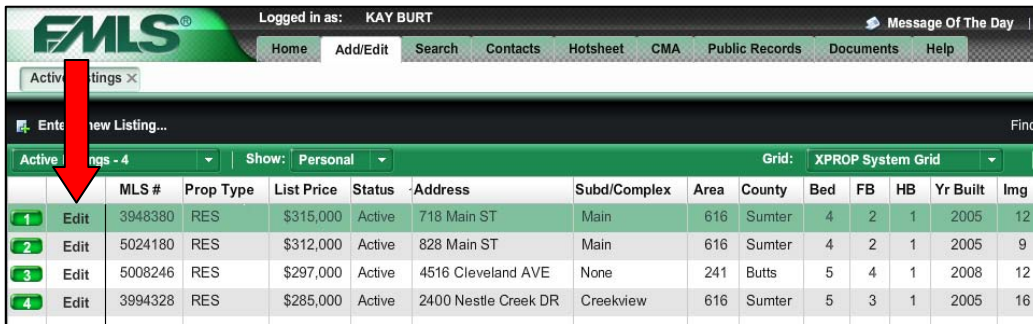 FMLS®
Logged in as: KAY BURT
Message Of The Day
Home Add/Edit Search Contacts Hotsheet CMA Public Records Documents Help
×
new Listing...
Show: Personal Grid: XPROP System Grid
MLS # Prop Type List Price Status Address Subd/Complex Area County Bed FB HB Yr Built Img
1 Edit 3948380 RES $315,000 Active 718 Main ST Main 616 Sumter 4 2 1 2005 12
2 Edit 5024180 RES $312,000 Active 828 Main ST Main 616 Sumter 4 2 1 2005 9
3 Edit 5008246 RES $297,000 Active 4516 Cleveland AVE None 241 Butts 5 4 1 2008 12
4 Edit 3994328 RES $285,000 Active 2400 Nestle Creek DR Creekview 616 Sumter 5 3 1 2005 16